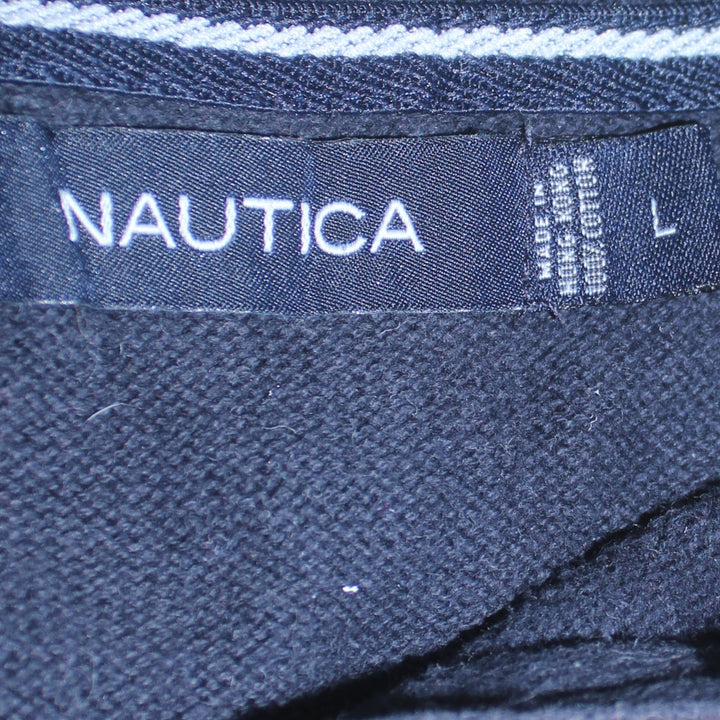 NAUTICA
MADE IN
HONG KONG
100% COTTON
L